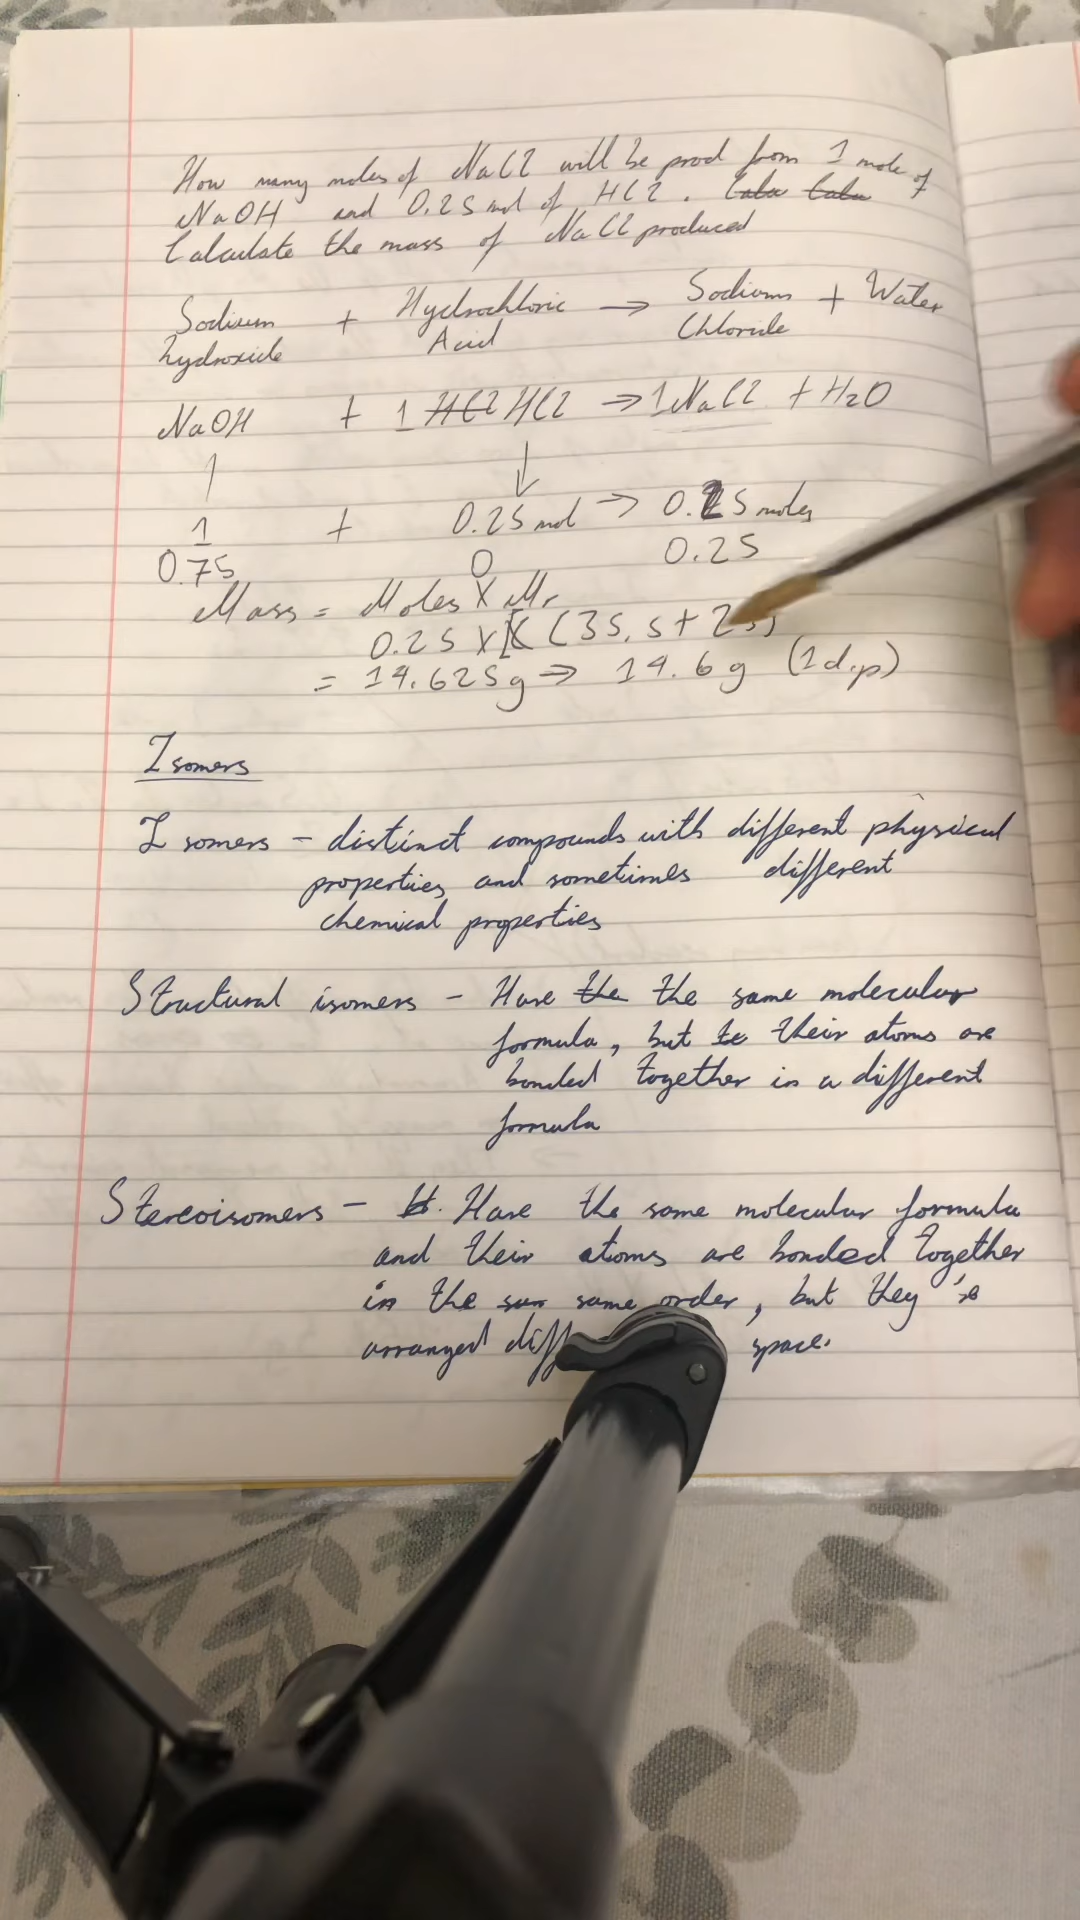 How many moles of NaCl will be prod from 1 mole of
NaOH and 0.25 mol of HCl. Calcu Calcu
Calculate the mass of NaCl produced
Sodium hydroxide + Hydrochloric Acid → Sodium Chloride + Water
NaOH + 1 HCl HCl → 1NaCl + H2O
1 + 0.25 mol → 0.25 moles
0.75 0 0.25
Mass = Moles X Mr
0.25 X (35.5 + 23)
= 14.625g → 14.6g (1d.p)
Isomers
Isomers - distinct compounds with different physical
properties and sometimes different
chemical properties
Structural isomers - Have the the same molecular
formula, but te their atoms are
bonded together in a different
formula
Stereoisomers - H. Have the same molecular formula
and their atoms are bonded together
in the sam same order, but they're
arranged space.